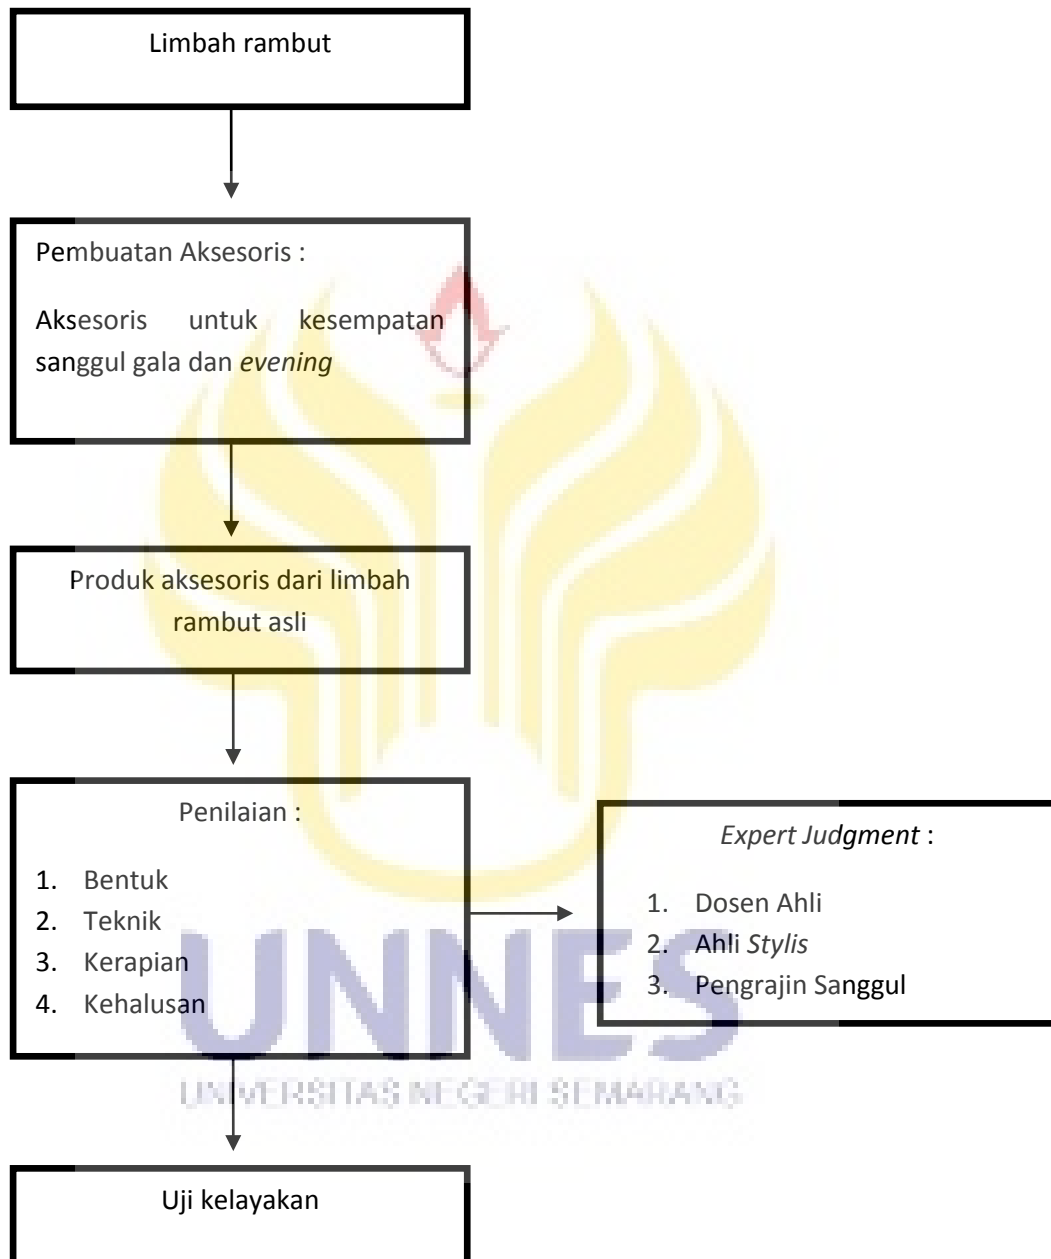 Limbah rambut
Pembuatan Aksesoris :
Aksesoris untuk kesempatan
sanggul gala dan evening
Produk aksesoris dari limbah
rambut asli
Penilaian :
1. Bentuk
2. Teknik
3. Kerapian
4. Kehalusan
Expert Judgment :
1. Dosen Ahli
2. Ahli Stylis
3. Pengrajin Sanggul
UNNES
UNIVERSITAS NEGERI SEMARANG
Uji kelayakan